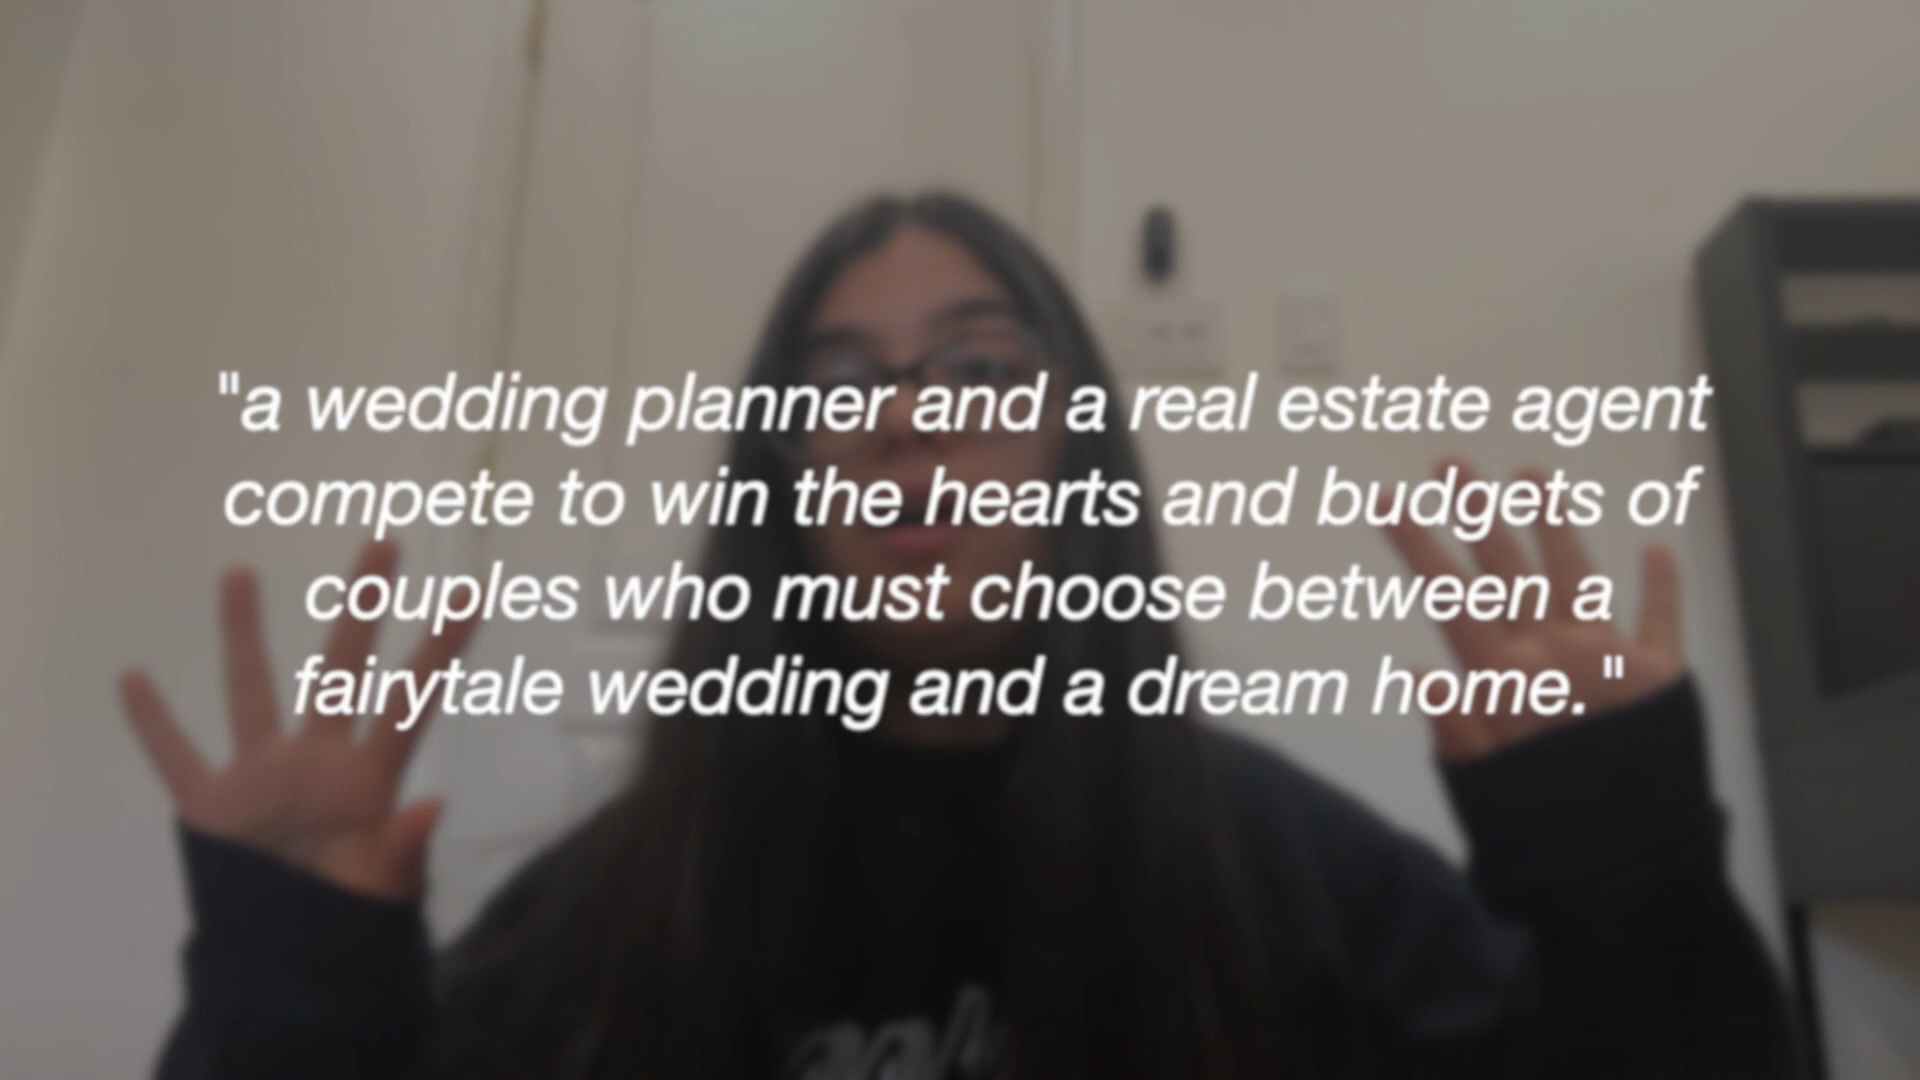 "a wedding planner and a real estate agent
compete to win the hearts and budgets of
couples who must choose between a
fairytale wedding and a dream home."